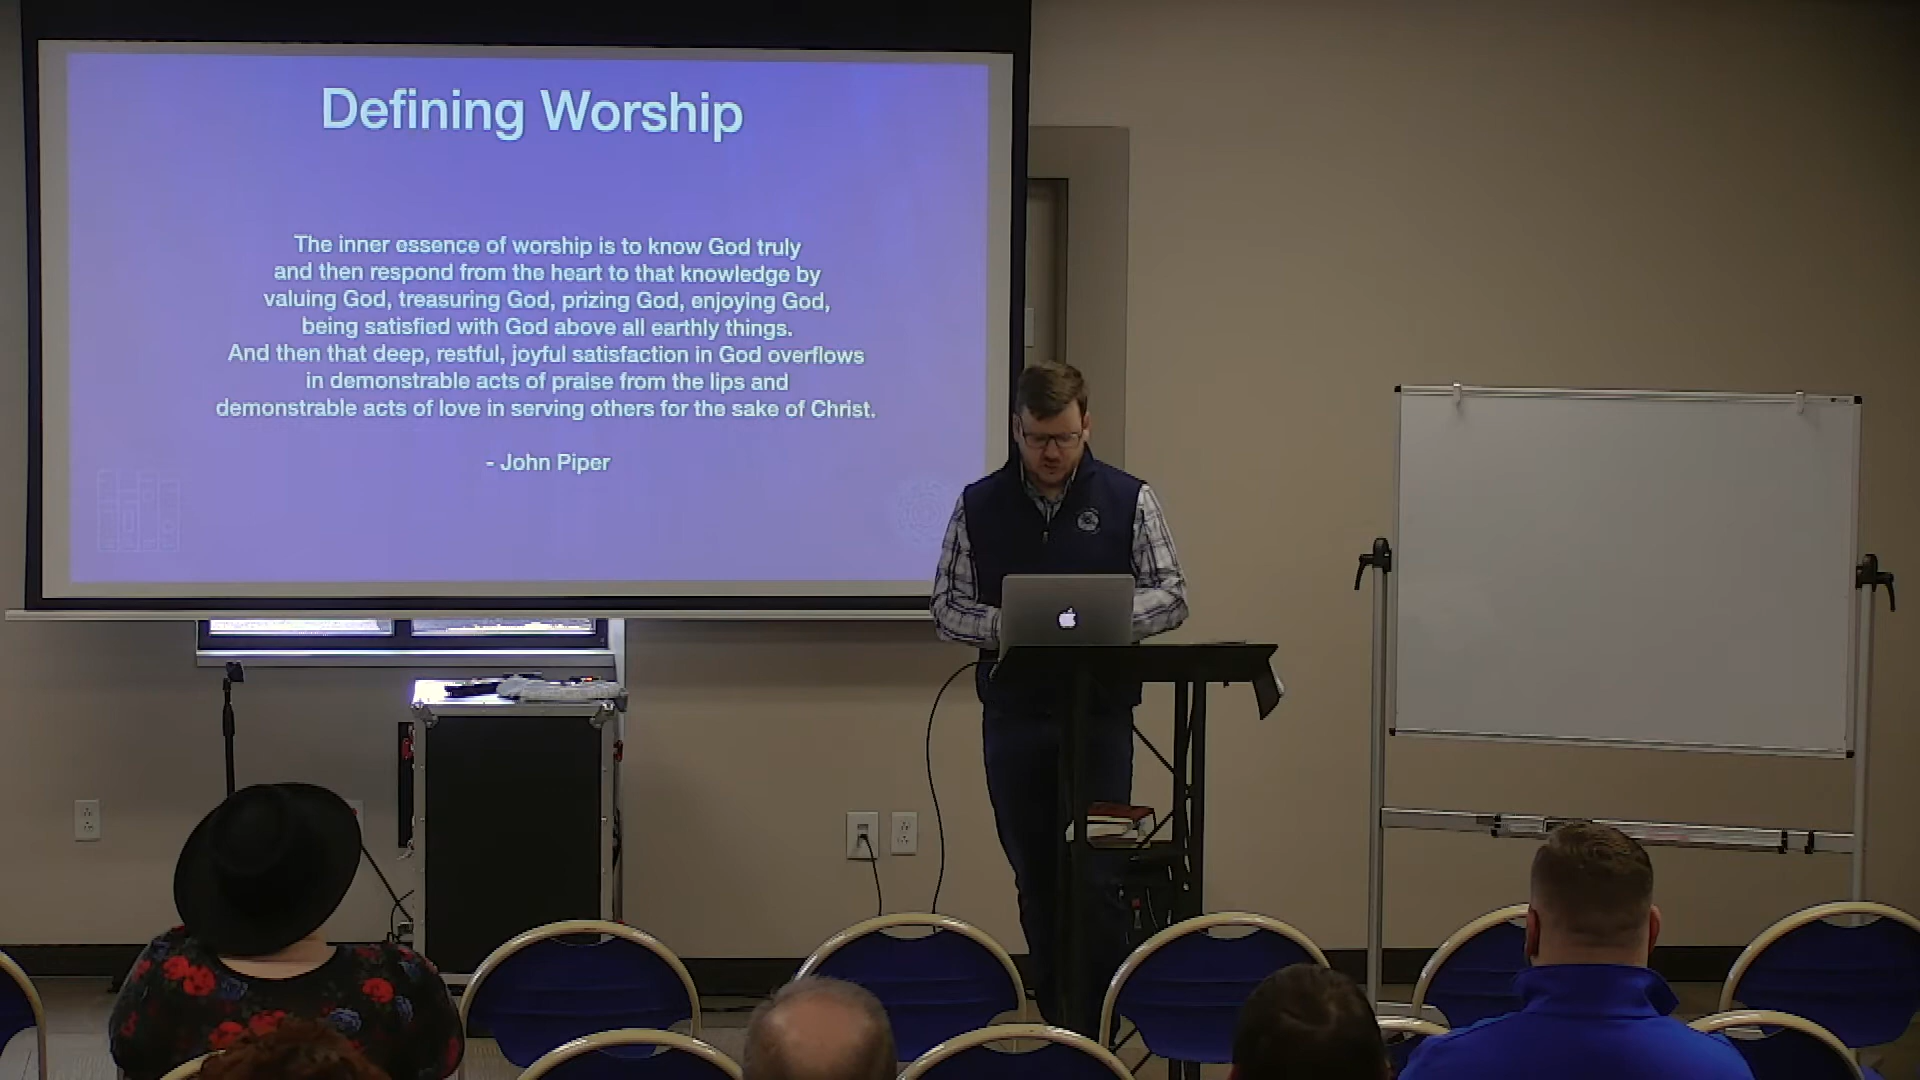 Defining Worship
The inner essence of worship is to know God truly
and then respond from the heart to that knowledge by
valuing God, treasuring God, prizing God, enjoying God,
being satisfied with God above all earthly things.
And then that deep, restful, joyful satisfaction in God overflows
in demonstrable acts of praise from the lips and
demonstrable acts of love in serving others for the sake of Christ.
- John Piper